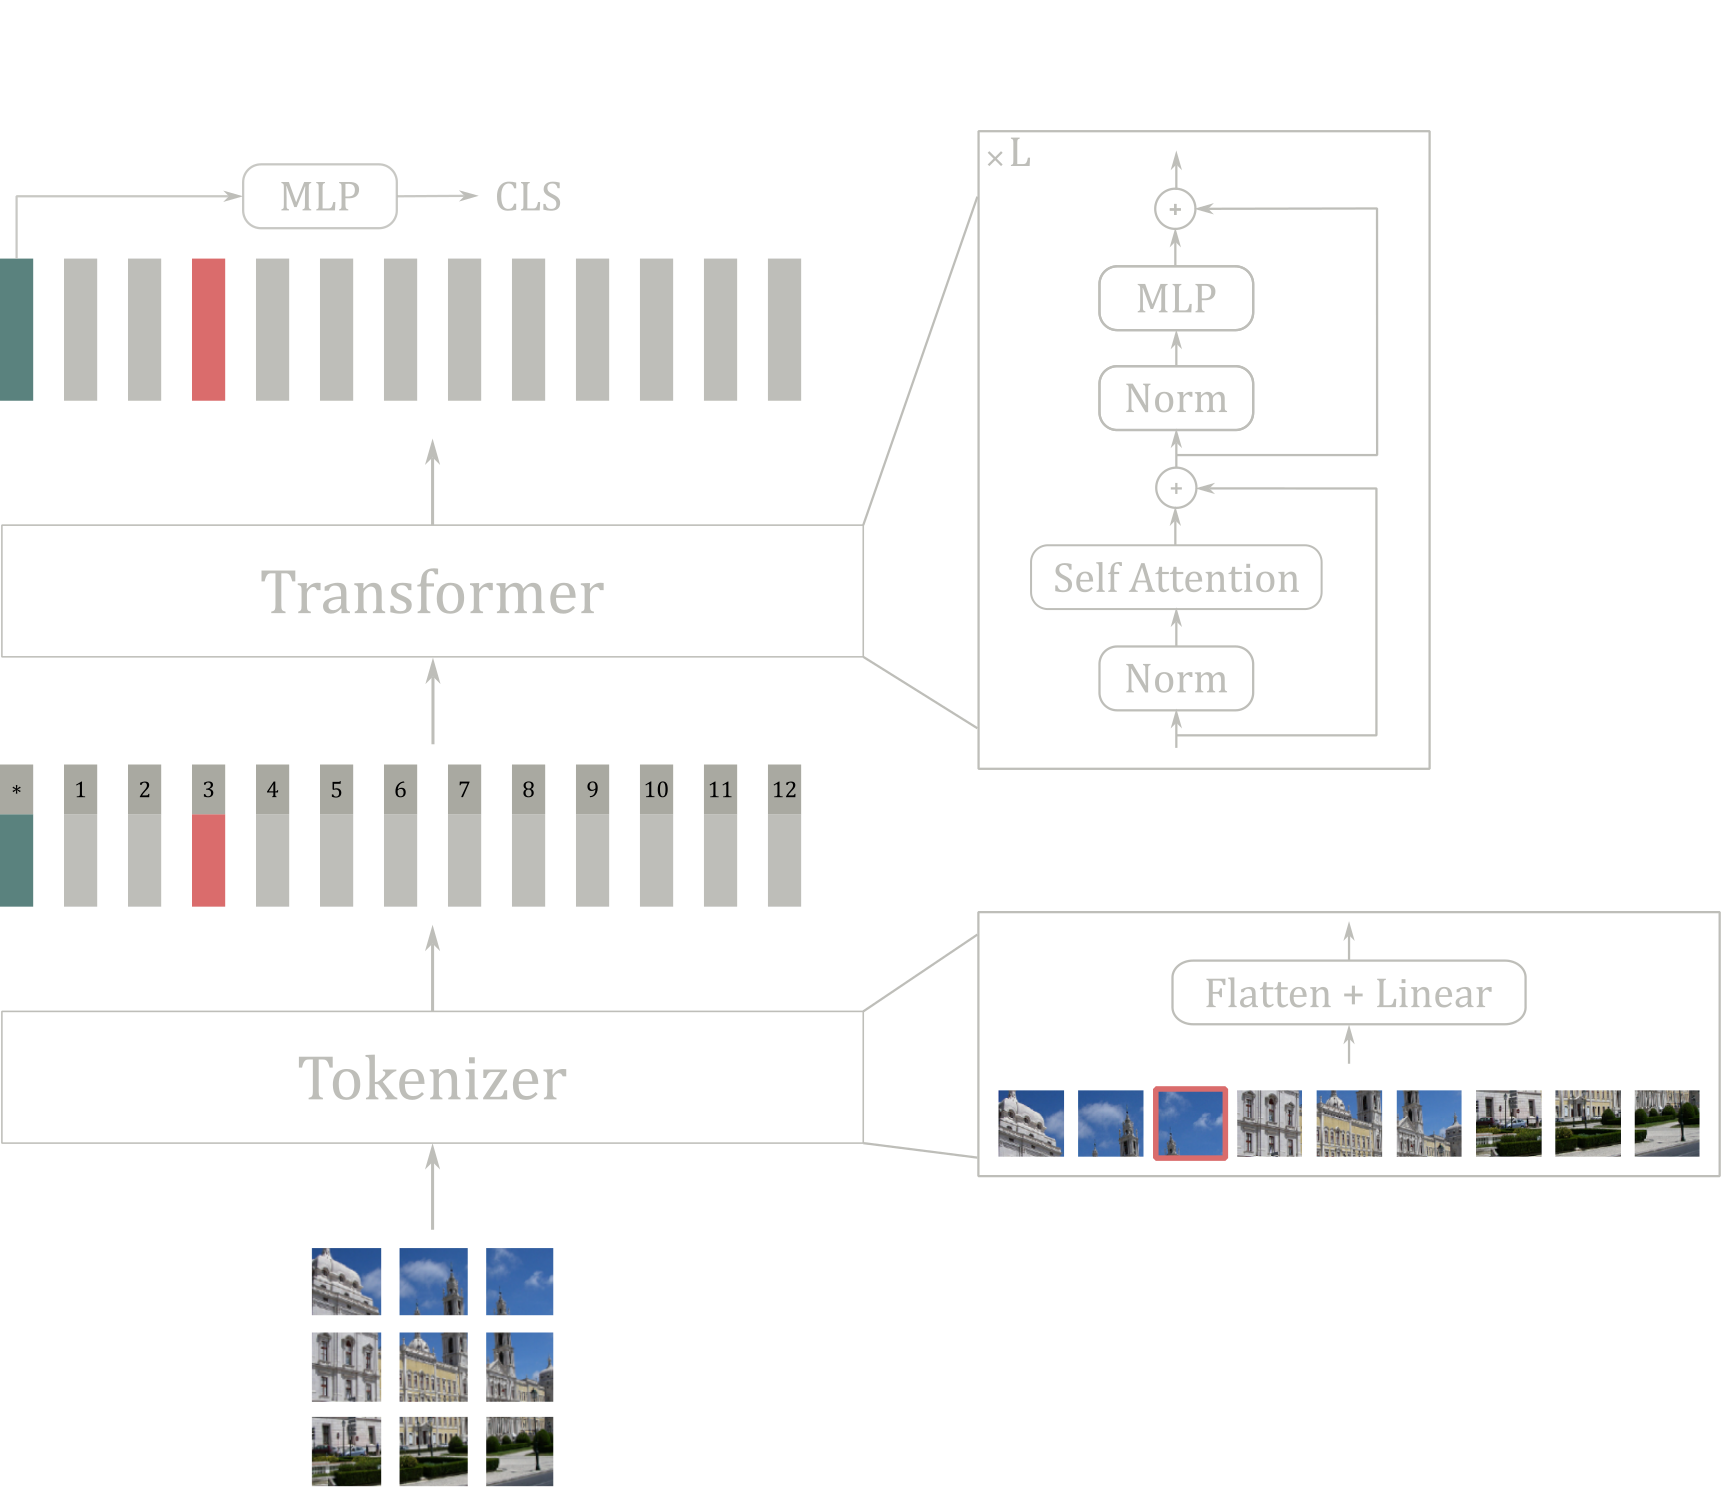 MLP
CLS
×L
+
MLP
Norm
+
Self Attention
Norm
Transformer
* 1 2 3 4 5 6 7 8 9 10 11 12
Flatten + Linear
Tokenizer